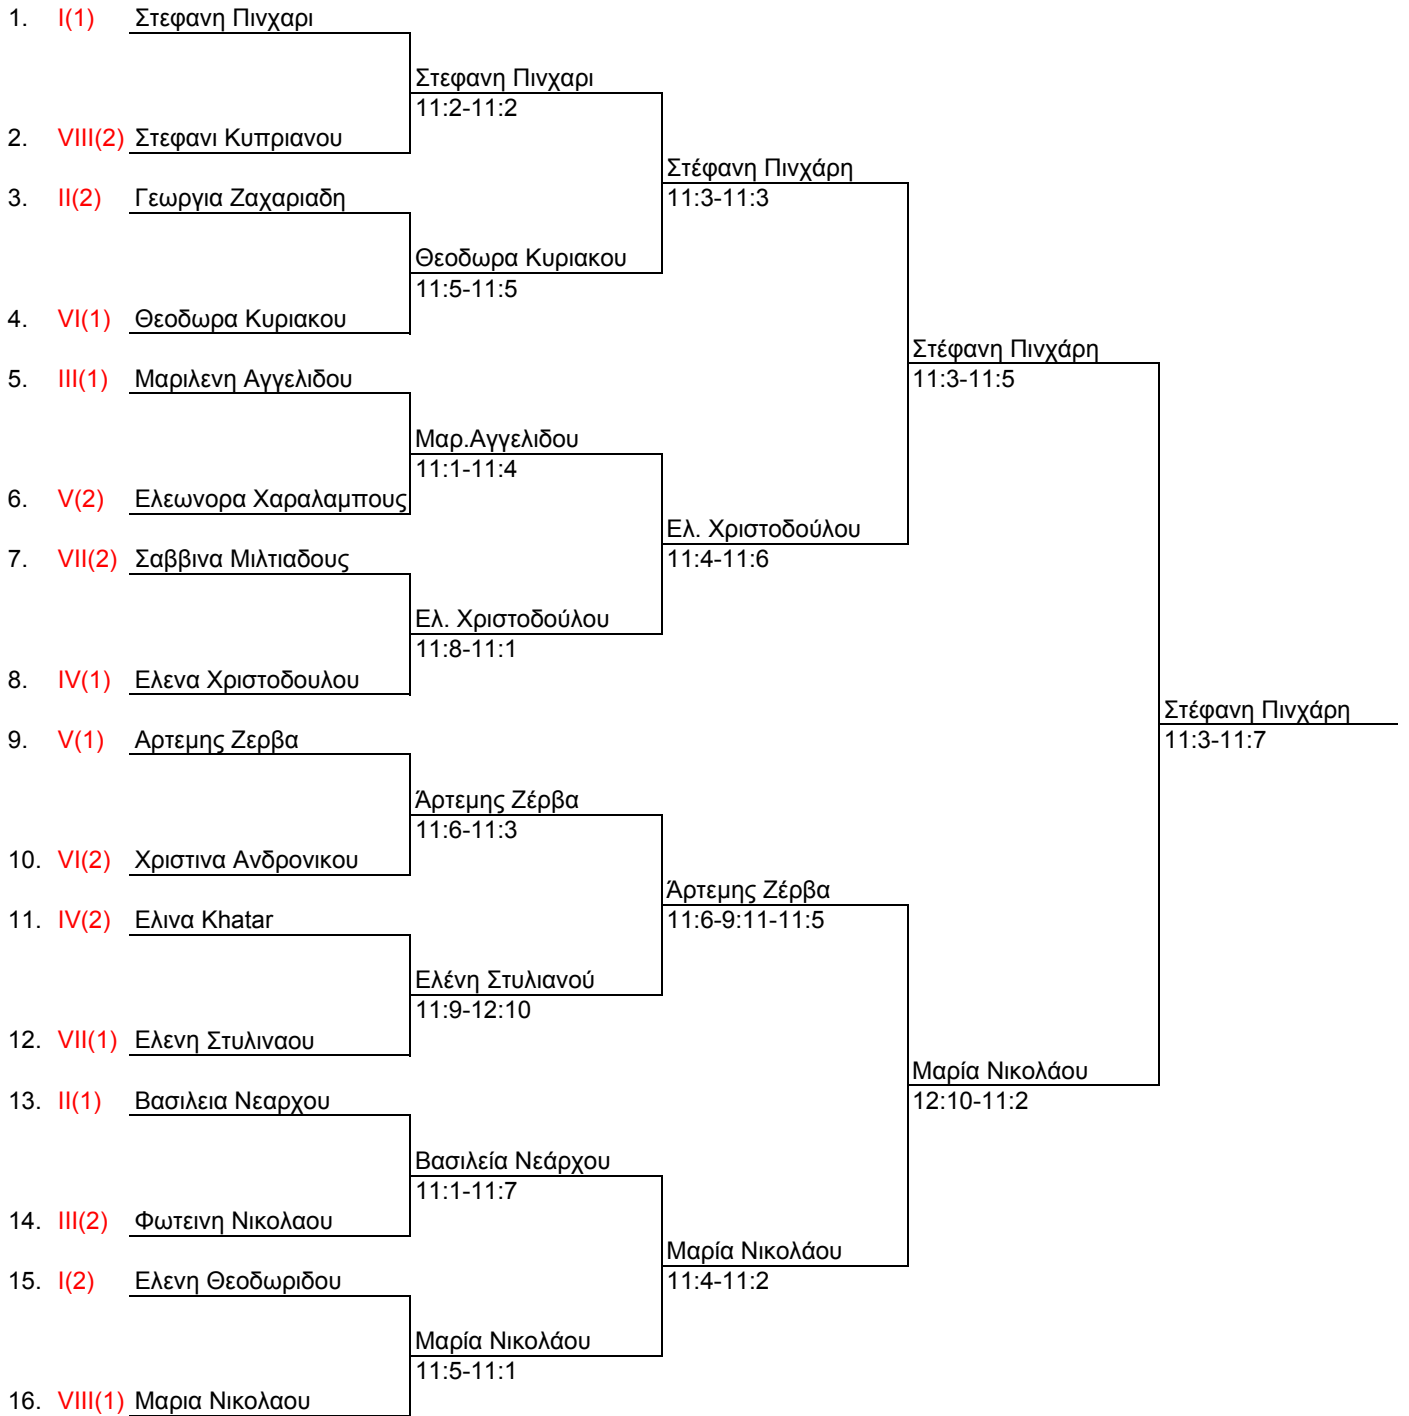 1. I(1) Στεφανη Πινχαρι
Στεφανη Πινχαρι
11:2-11:2
2. VIII(2) Στεφανι Κυπριανου
Στέφανη Πινχάρη
3. II(2) Γεωργια Ζαχαριαδη
11:3-11:3
Θεοδωρα Κυριακου
11:5-11:5
4. VI(1) Θεοδωρα Κυριακου
Στέφανη Πινχάρη
5. III(1) Μαριλενη Αγγελιδου
11:3-11:5
Μαρ.Αγγελιδου
11:1-11:4
6. V(2) Ελεωνορα Χαραλαμπους
Ελ. Χριστοδούλου
7. VII(2) Σαββινα Μιλτιαδους
11:4-11:6
Ελ. Χριστοδούλου
11:8-11:1
8. IV(1) Ελενα Χριστοδουλου
Στέφανη Πινχάρη
9. V(1) Αρτεμης Ζερβα
11:3-11:7
Άρτεμης Ζέρβα
11:6-11:3
10. VI(2) Χριστινα Ανδρονικου
Άρτεμης Ζέρβα
11. IV(2) Ελινα Khatar
11:6-9:11-11:5
Ελένη Στυλιανού
11:9-12:10
12. VII(1) Ελενη Στυλιναου
Μαρία Νικολάου
13. II(1) Βασιλεια Νεαρχου
12:10-11:2
Βασιλεία Νεάρχου
11:1-11:7
14. III(2) Φωτεινη Νικολαου
Μαρία Νικολάου
15. I(2) Ελενη Θεοδωριδου
11:4-11:2
Μαρία Νικολάου
11:5-11:1
16. VIII(1) Μαρια Νικολαου